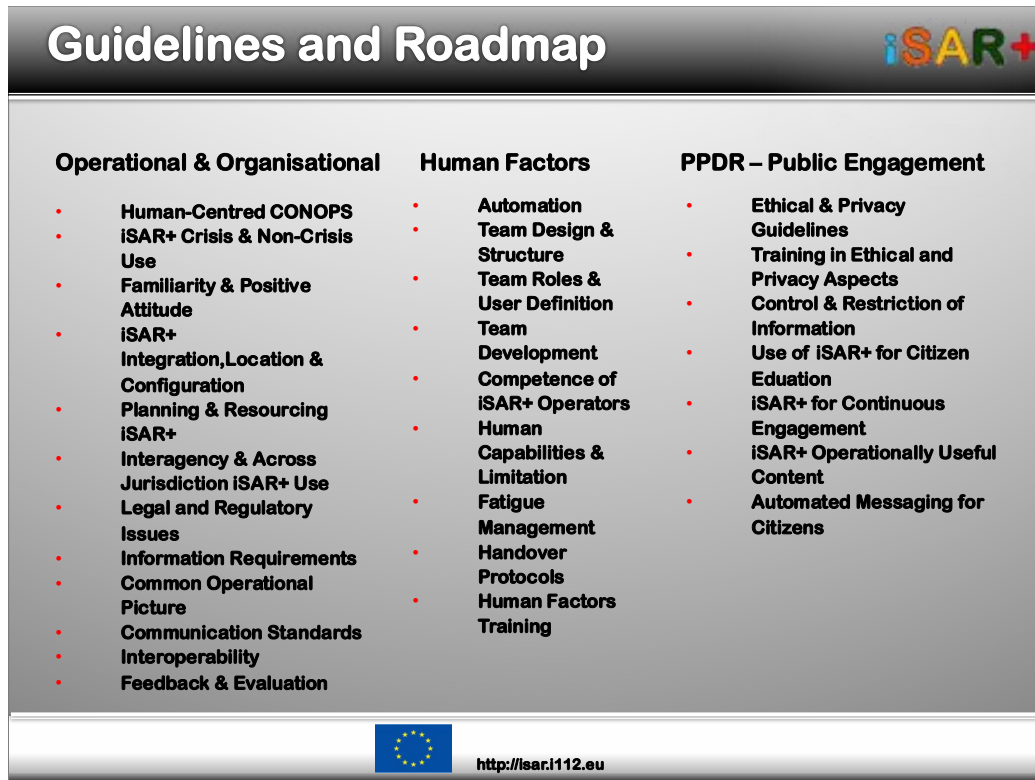 Guidelines and Roadmap
iSAR+
Operational & Organisational
Human-Centred CONOPS
iSAR+ Crisis & Non-Crisis
Use
Familiarity & Positive
Attitude
iSAR+
Integration,Location &
Configuration
Planning & Resourcing
iSAR+
Interagency & Across
Jurisdiction iSAR+ Use
Legal and Regulatory
Issues
Information Requirements
Common Operational
Picture
Communication Standards
Interoperability
Feedback & Evaluation
Human Factors
Automation
Team Design &
Structure
Team Roles &
User Definition
Team
Development
Competence of
iSAR+ Operators
Human
Capabilities &
Limitation
Fatigue
Management
Handover
Protocols
Human Factors
Training
PPDR – Public Engagement
Ethical & Privacy
Guidelines
Training in Ethical and
Privacy Aspects
Control & Restriction of
Information
Use of iSAR+ for Citizen
Eduation
iSAR+ for Continuous
Engagement
iSAR+ Operationally Useful
Content
Automated Messaging for
Citizens
http://isar.i112.eu